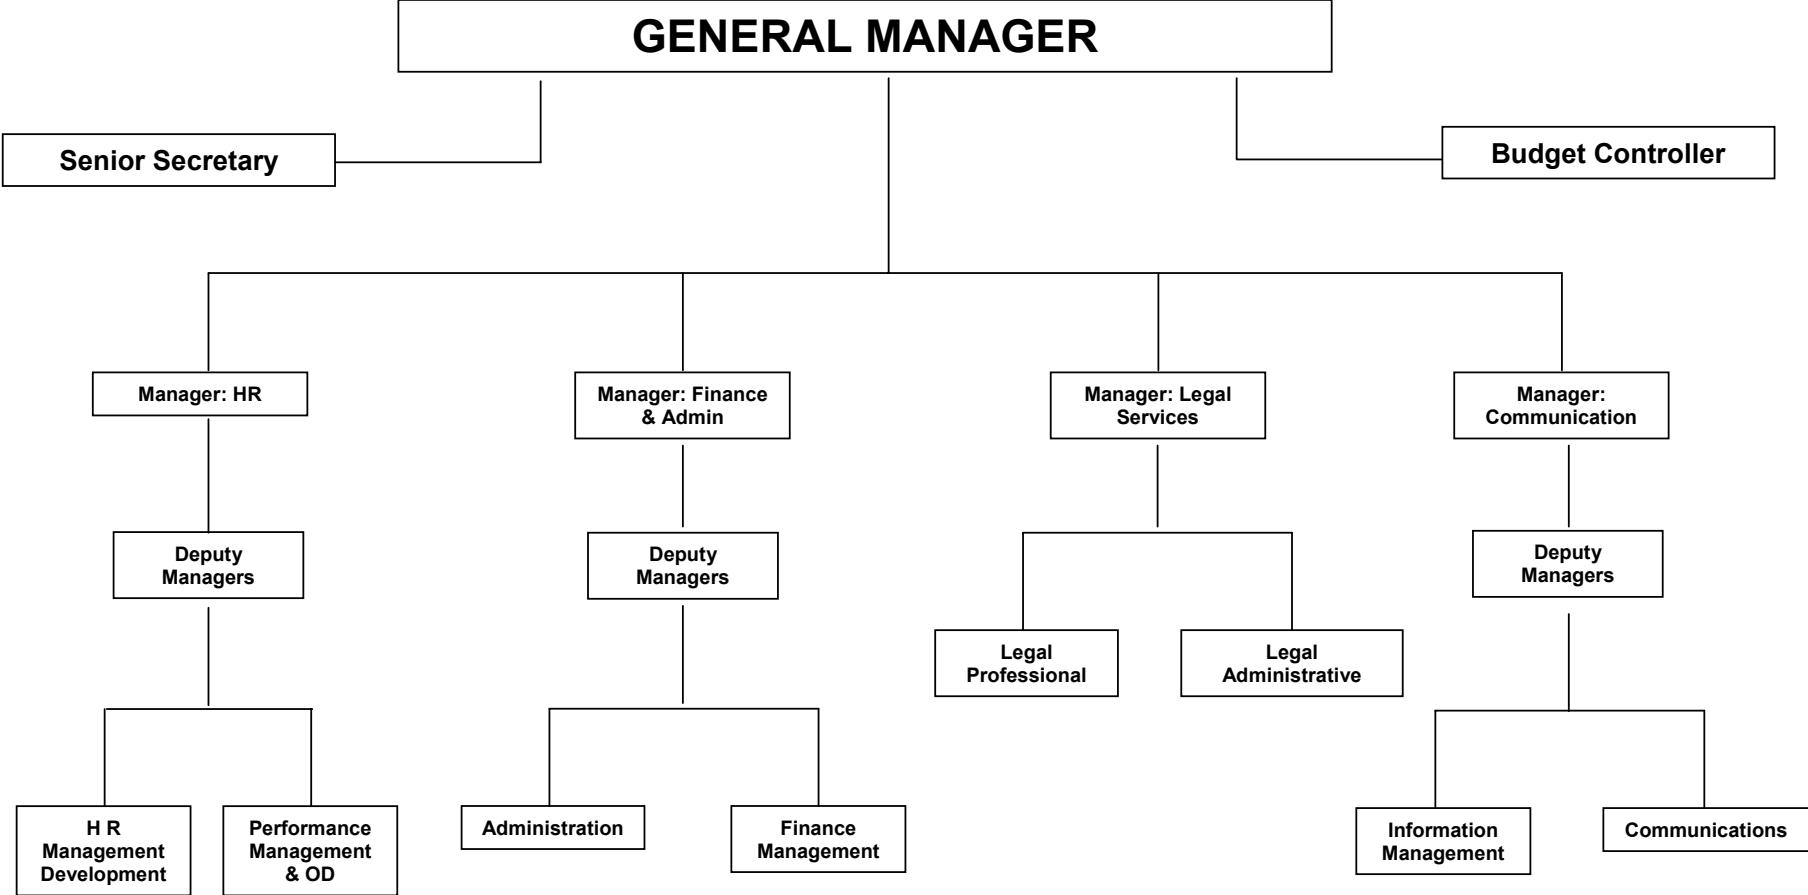 GENERAL MANAGER
Senior Secretary
Budget Controller
Manager: HR
Manager: Finance
& Admin
Manager: Legal
Services
Manager:
Communication
Deputy
Managers
Deputy
Managers
Deputy
Managers
Legal
Professional
Legal
Administrative
H R
Management
Development
Performance
Management
& OD
Administration
Finance
Management
Information
Management
Communications